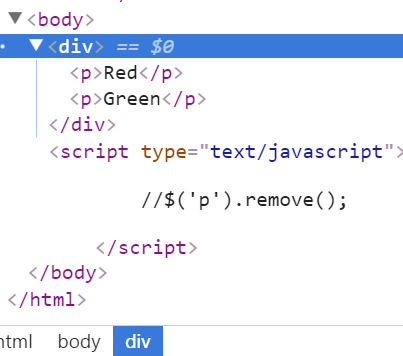 ▼<body>
▼<div> == $0
<p>Red</p>
<p>Green</p>
</div>
<script type="text/javascript">
//$('p').remove();
</script>
</body>
</html>
html body div